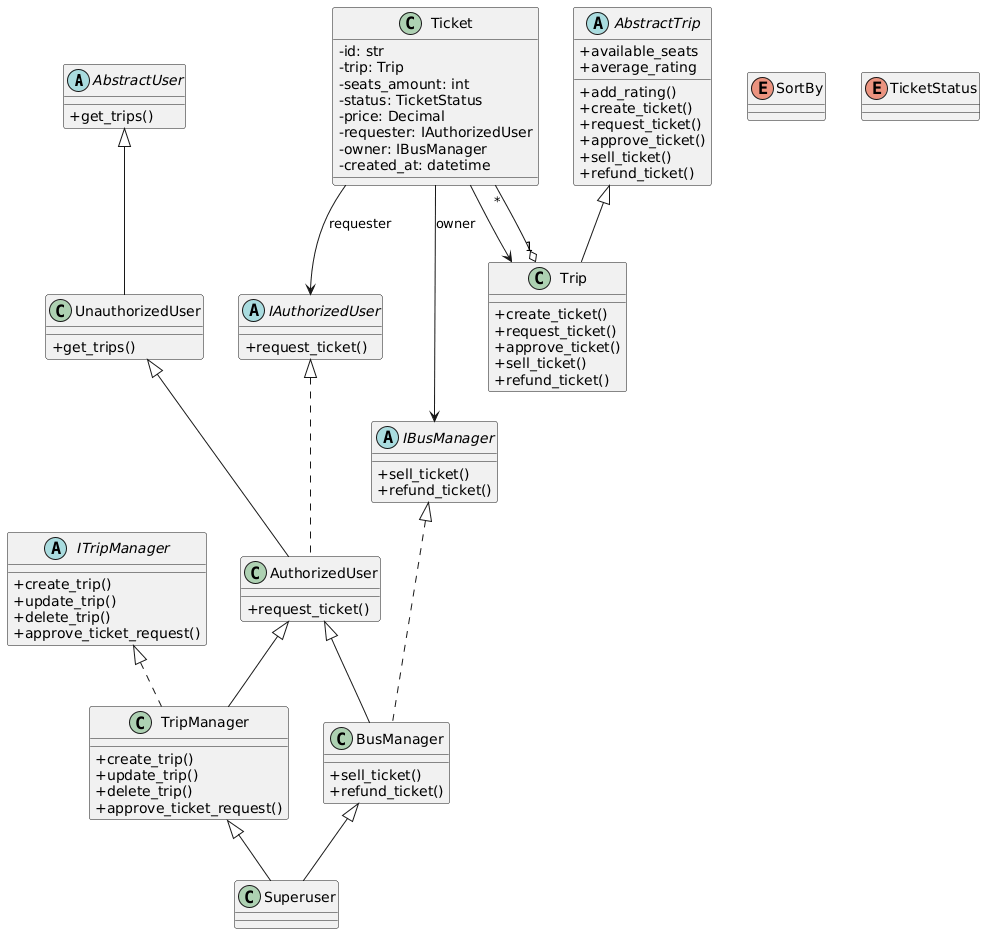 C Ticket
-id: str
-trip: Trip
-seats_amount: int
-status: TicketStatus
-price: Decimal
-requester: IAuthorizedUser
-owner: IBusManager
-created_at: datetime
A AbstractTrip
+available_seats
+average_rating
+add_rating()
+create_ticket()
+request_ticket()
+approve_ticket()
+sell_ticket()
+refund_ticket()
A AbstractUser
+get_trips()
E SortBy
E TicketStatus
requester
owner
*
1
C UnauthorizedUser
+get_trips()
A IAuthorizedUser
+request_ticket()
C Trip
+create_ticket()
+request_ticket()
+approve_ticket()
+sell_ticket()
+refund_ticket()
A IBusManager
+sell_ticket()
+refund_ticket()
A ITripManager
+create_trip()
+update_trip()
+delete_trip()
+approve_ticket_request()
C AuthorizedUser
+request_ticket()
C TripManager
+create_trip()
+update_trip()
+delete_trip()
+approve_ticket_request()
C BusManager
+sell_ticket()
+refund_ticket()
C Superuser